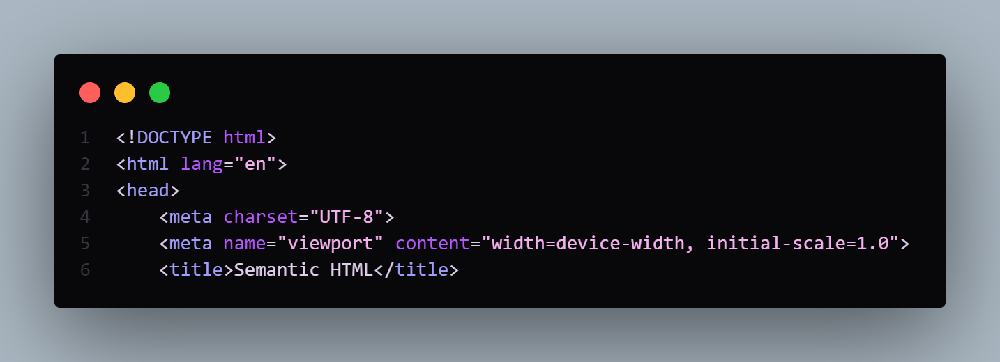 1 <!DOCTYPE html>
2 <html lang="en">
3 <head>
4     <meta charset="UTF-8">
5     <meta name="viewport" content="width=device-width, initial-scale=1.0">
6     <title>Semantic HTML</title>